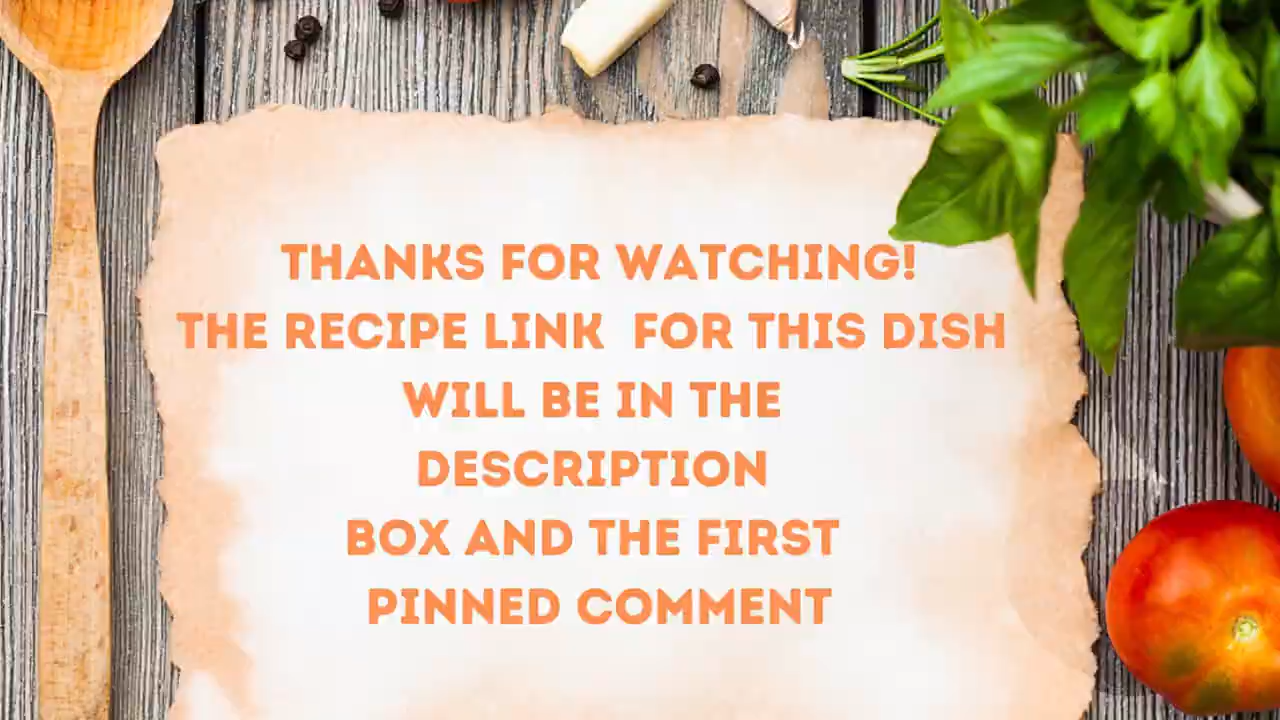 THANKS FOR WATCHING!
THE RECIPE LINK FOR THIS DISH
WILL BE IN THE
DESCRIPTION
BOX AND THE FIRST
PINNED COMMENT